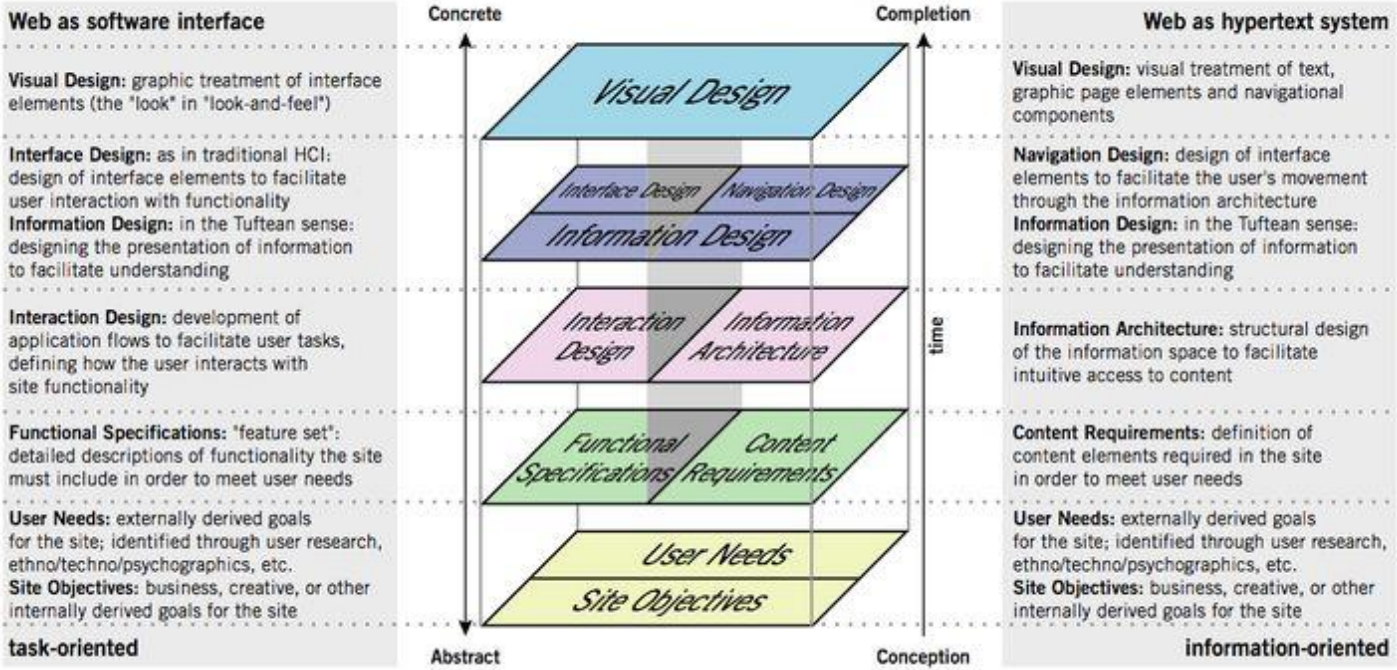 Web as software interface
Visual Design: graphic treatment of interface
elements (the "look" in "look-and-feel")
Interface Design: as in traditional HCI:
design of interface elements to facilitate
user interaction with functionality
Information Design: in the Tuftean sense:
designing the presentation of information
to facilitate understanding
Interaction Design: development of
application flows to facilitate user tasks,
defining how the user interacts with
site functionality
Functional Specifications: "feature set":
detailed descriptions of functionality the site
must include in order to meet user needs
User Needs: externally derived goals
for the site; identified through user research,
ethno/techno/psychographics, etc.
Site Objectives: business, creative, or other
internally derived goals for the site
task-oriented
Concrete
Completion
Visual Design
Interface Design
Navigation Design
Information Design
Interaction
Design
Information
Architecture
time
Functional
Specifications
Content
Requirements
User Needs
Site Objectives
Abstract
Conception
Web as hypertext system
Visual Design: visual treatment of text,
graphic page elements and navigational
components
Navigation Design: design of interface
elements to facilitate the user's movement
through the information architecture
Information Design: in the Tuftean sense:
designing the presentation of information
to facilitate understanding
Information Architecture: structural design
of the information space to facilitate
intuitive access to content
Content Requirements: definition of
content elements required in the site
in order to meet user needs
User Needs: externally derived goals
for the site; identified through user research,
ethno/techno/psychographics, etc.
Site Objectives: business, creative, or other
internally derived goals for the site
information-oriented